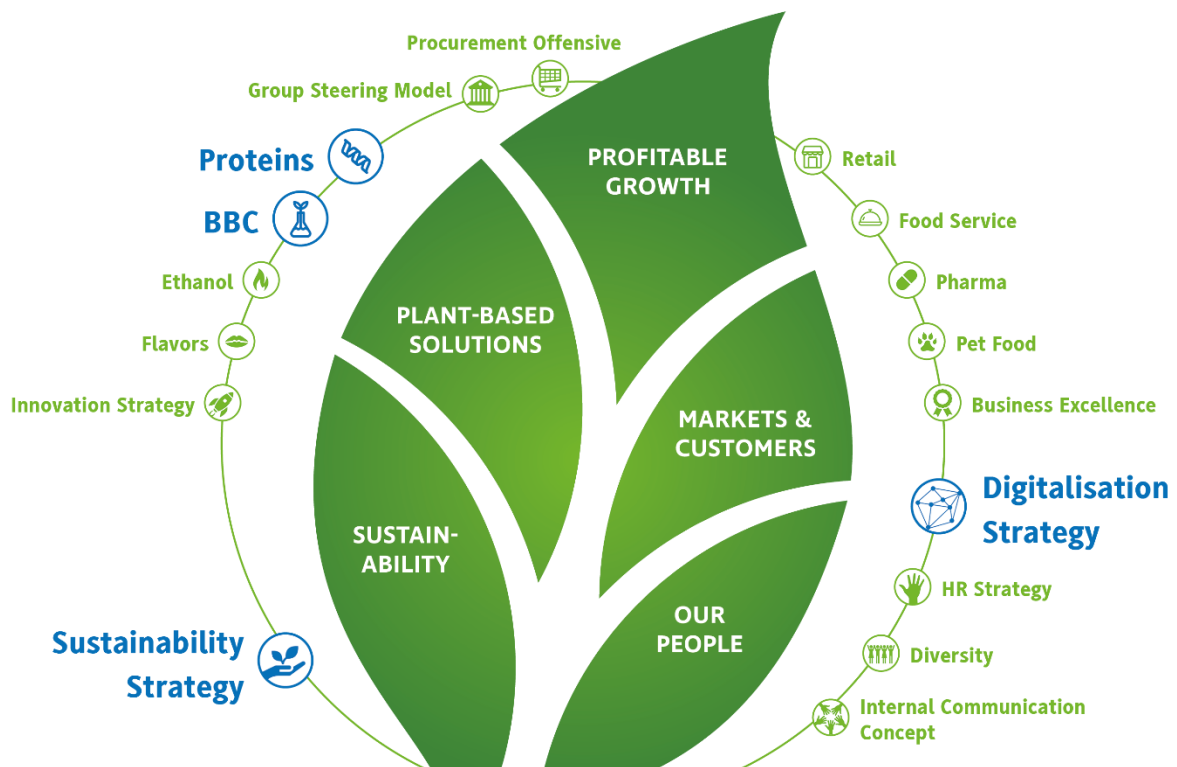 Procurement Offensive
Group Steering Model
Proteins
BBC
Ethanol
Flavors
Innovation Strategy
Sustainability
Strategy
PROFITABLE
GROWTH
PLANT-BASED
SOLUTIONS
MARKETS &
CUSTOMERS
SUSTAIN-
ABILITY
OUR
PEOPLE
Retail
Food Service
Pharma
Pet Food
Business Excellence
Digitalisation
Strategy
HR Strategy
Diversity
Internal Communication
Concept